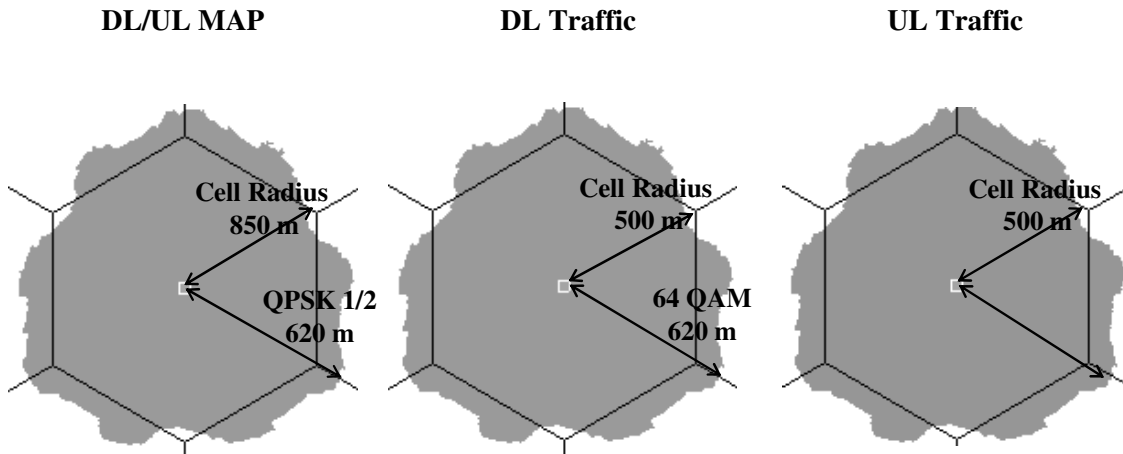 DL/UL MAP
DL Traffic
UL Traffic
Cell Radius
850 m
QPSK 1/2
620 m
Cell Radius
500 m
64 QAM
620 m
Cell Radius
500 m